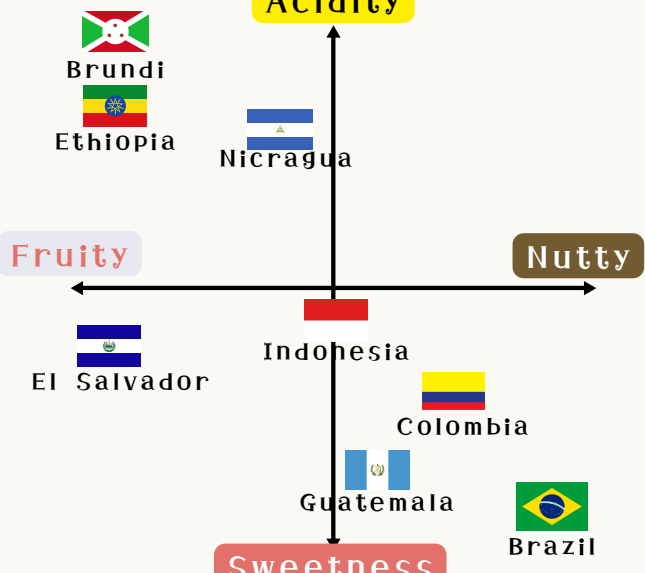 Acidity
Brundi
Ethiopia
Nicragua
Fruity
Nutty
Indonesia
El Salvador
Colombia
Guatemala
Brazil
Sweetness